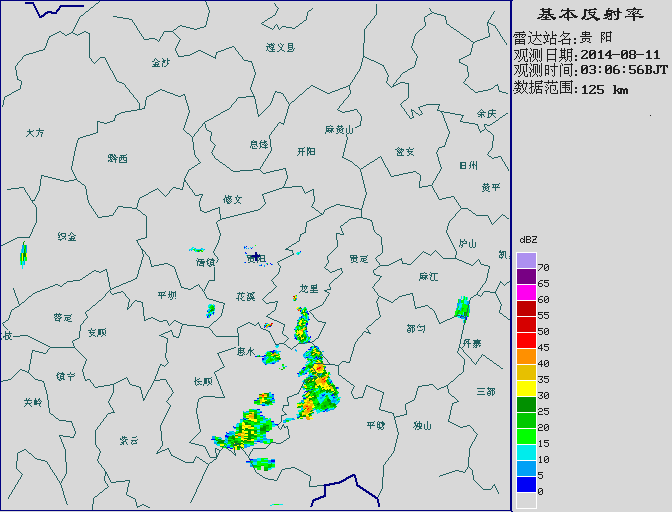 基本反射率
雷达站名: 贵 阳
观测日期: 2014-08-11
观测时间: 03:06:56BJT
数据范围: 125 km
遵义县
金沙
余庆
大方
麻黄山
息烽
开阳
瓮安
黔西
旧州
黄平
修文
织金
炉山
凯
清镇
贵阳
贵定
麻江
平坝
花溪
龙里
普定
安顺
都匀
丹寨
枝
惠水
镇宁
长顺
三都
关岭
紫云
平塘
独山
dBZ
70
65
60
55
50
45
40
35
30
25
20
15
10
5
0